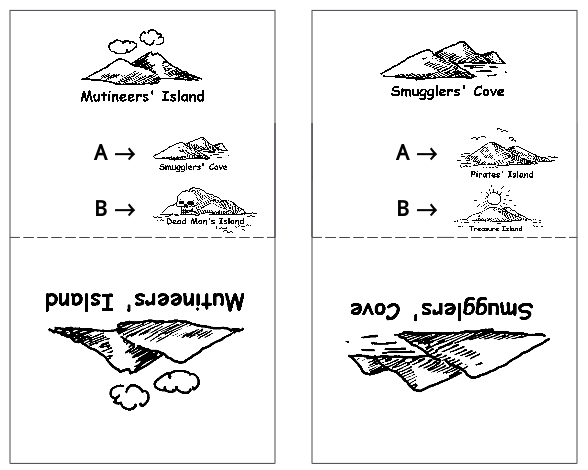 Mutineers' Island
A →
Smugglers' Cove
B →
Dead Man's Island
Mutineers' Island
Smugglers' Cove
A →
Pirates' Island
B →
Treasure Island
Smugglers' Cove